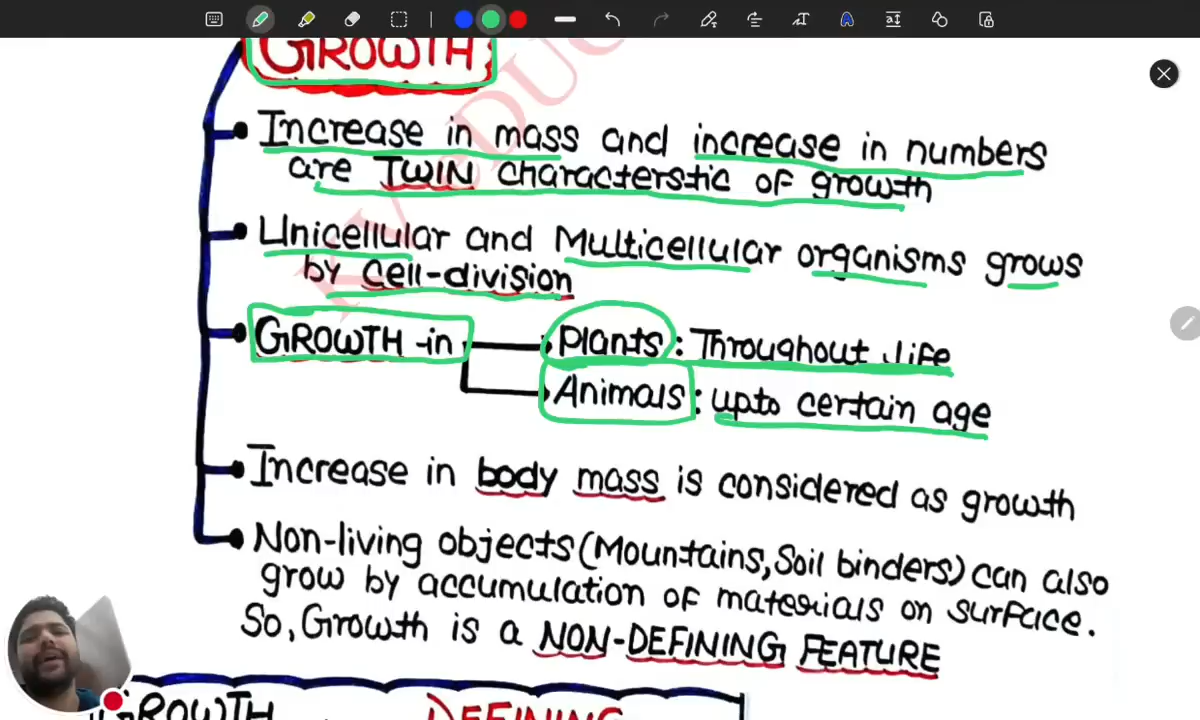 GROWTH
Increase in mass and increase in numbers
are TWIN characterstic of growth
Unicellular and Multicellular organisms grows
by cell-division
GROWTH -in Plants : Throughout life
Animals : upto certain age
Increase in body mass is considered as growth
Non-living objects (Mountains, Soil binders) can also
grow by accumulation of materials on surface.
So, Growth is a NON-DEFINING FEATURE
GROWTH DEFINING